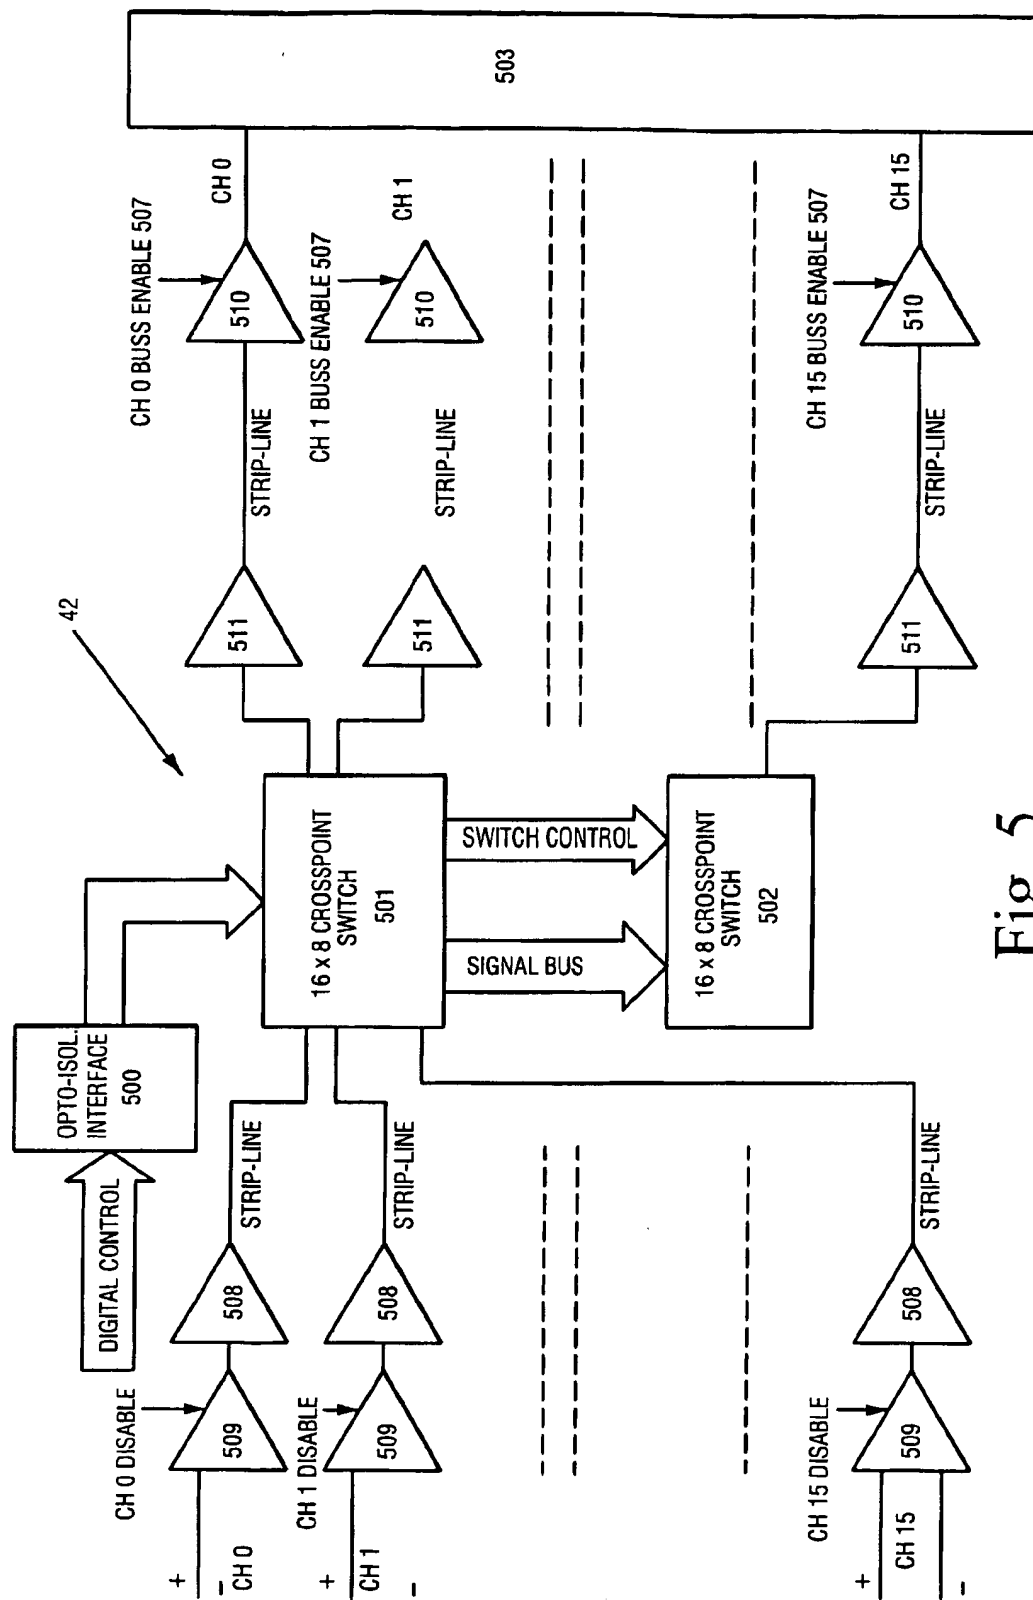 42
DIGITAL CONTROL
OPTO-ISOL.
INTERFACE
500
CH 0 DISABLE
+
-
CH 0
509
508
STRIP-LINE
CH 1 DISABLE
+
CH 1
-
509
508
STRIP-LINE
CH 15 DISABLE
+
CH 15
-
509
508
STRIP-LINE
16 x 8 CROSSPOINT
SWITCH
501
SIGNAL BUS
SWITCH CONTROL
16 x 8 CROSSPOINT
SWITCH
502
511
STRIP-LINE
CH 0 BUSS ENABLE 507
510
CH 0
511
STRIP-LINE
CH 1 BUSS ENABLE 507
510
CH 1
511
STRIP-LINE
CH 15 BUSS ENABLE 507
510
CH 15
503
Fig. 5